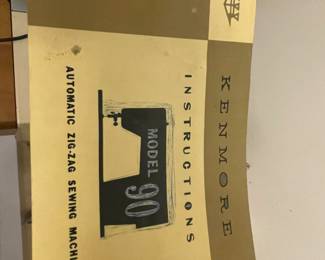 KENMORE
INSTRUCTIONS
MODEL
90
AUTOMATIC ZIG-ZAG SEWING MACHI